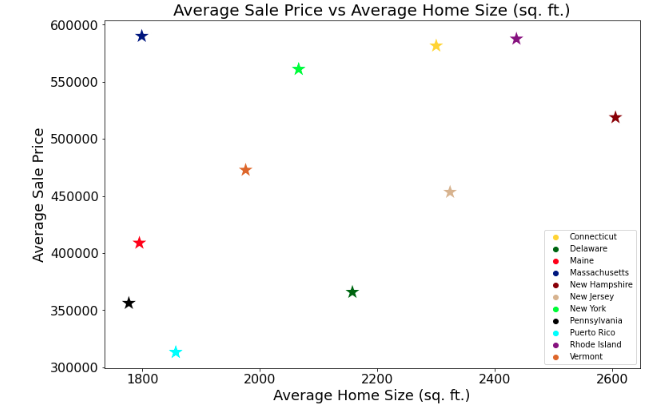 Average Sale Price vs Average Home Size (sq. ft.)
600000
550000
500000
450000
400000
350000
300000
Average Sale Price
1800
2000
2200
2400
2600
Average Home Size (sq. ft.)
Connecticut
Delaware
Maine
Massachusetts
New Hampshire
New Jersey
New York
Pennsylvania
Puerto Rico
Rhode Island
Vermont